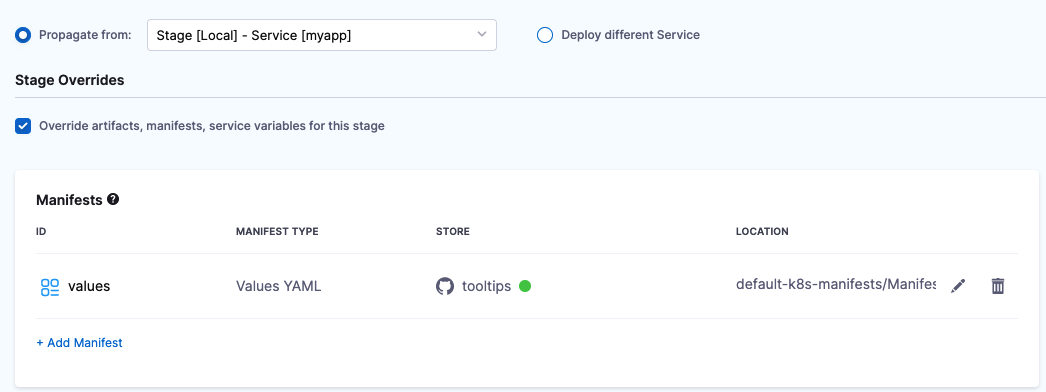 Propagate from: Stage [Local] - Service [myapp] Deploy different Service
Stage Overrides
Override artifacts, manifests, service variables for this stage
Manifests ?
ID MANIFEST TYPE STORE LOCATION
values Values YAML tooltips default-k8s-manifests/Manifes
+ Add Manifest